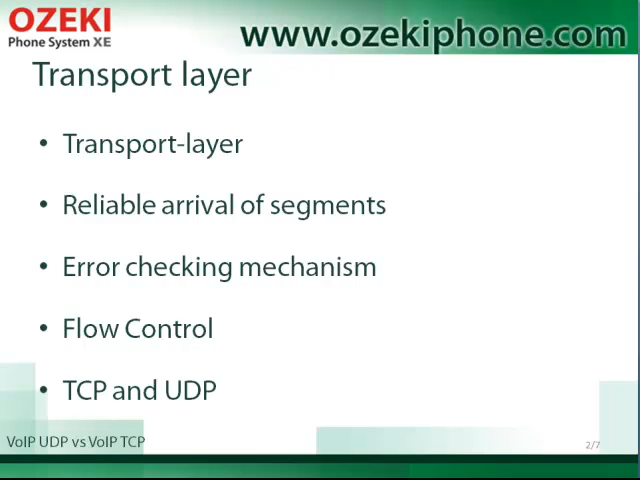 OZEKI
Phone System XE
www.ozekiphone.com
Transport layer
• Transport-layer
• Reliable arrival of segments
• Error checking mechanism
• Flow Control
• TCP and UDP
VoIP UDP vs VoIP TCP
2/7